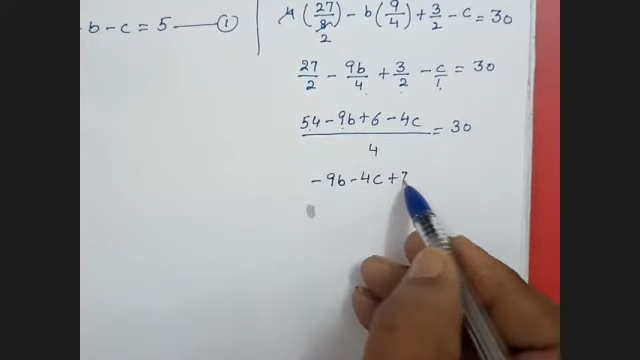 b - c = 5 —— ①
4 (27/8) - b(9/4) + 3/2 - c = 30
2
27/2 - 9b/4 + 3/2 - c/1 = 30
54 - 9b + 6 - 4c / 4 = 30
- 9b - 4c +